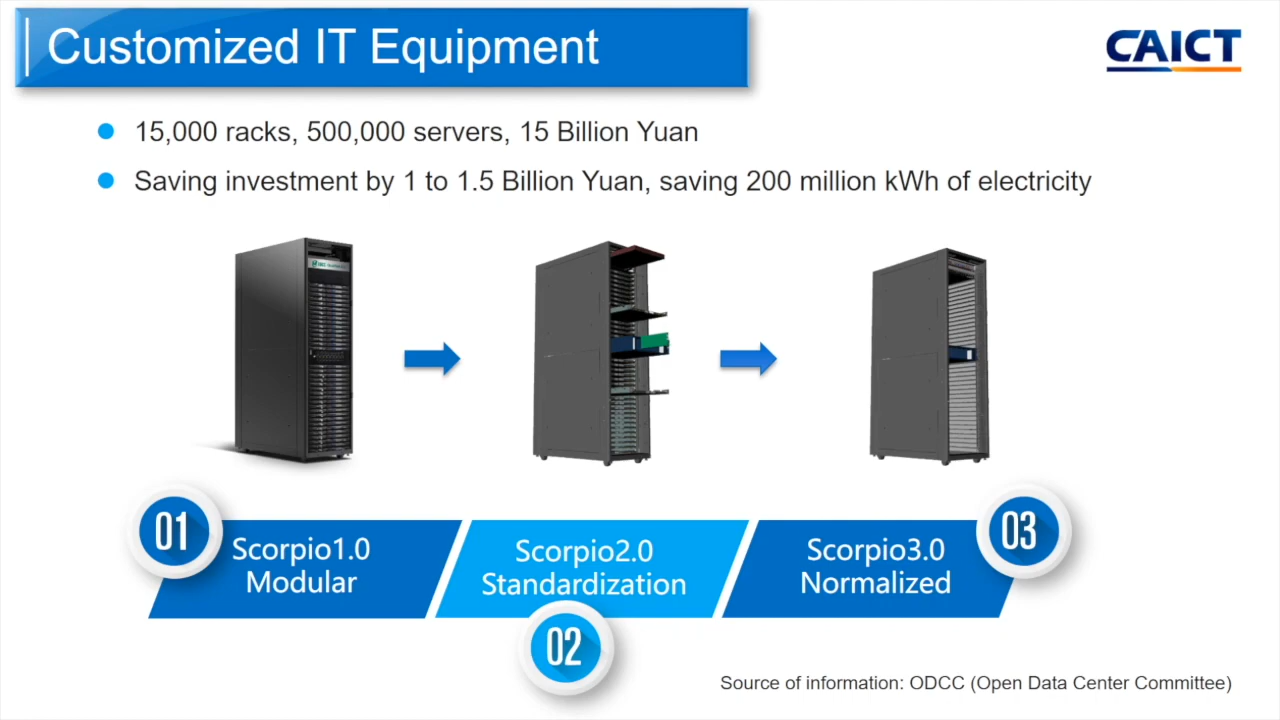 Customized IT Equipment
CAICT
15,000 racks, 500,000 servers, 15 Billion Yuan
Saving investment by 1 to 1.5 Billion Yuan, saving 200 million kWh of electricity
01
Scorpio1.0
Modular
Scorpio2.0
Standardization
02
Scorpio3.0
Normalized
03
Source of information: ODCC (Open Data Center Committee)